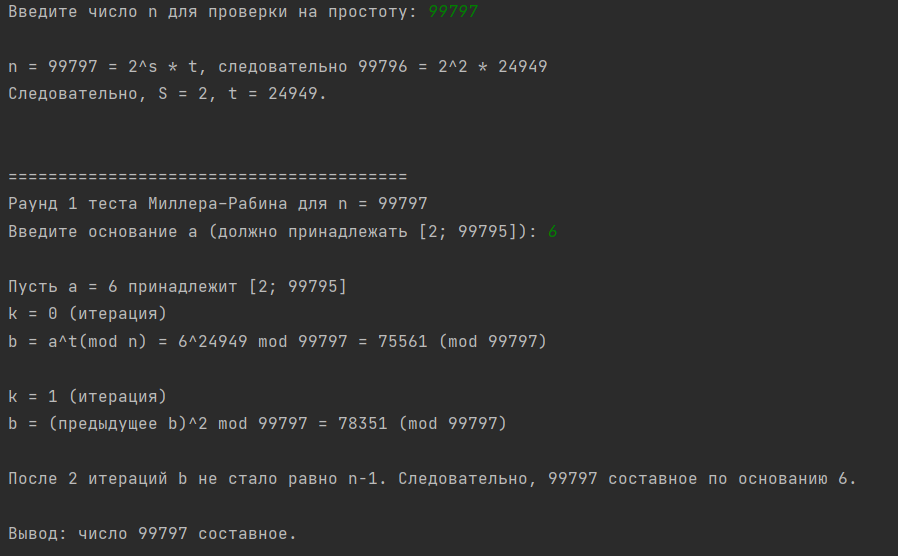 Введите число n для проверки на простоту: 99797
n = 99797 = 2^s * t, следовательно 99796 = 2^2 * 24949
Следовательно, S = 2, t = 24949.
========================================
Раунд 1 теста Миллера-Рабина для n = 99797
Введите основание a (должно принадлежать [2; 99795]): 6
Пусть a = 6 принадлежит [2; 99795]
k = 0 (итерация)
b = a^t(mod n) = 6^24949 mod 99797 = 75561 (mod 99797)
k = 1 (итерация)
b = (предыдущее b)^2 mod 99797 = 78351 (mod 99797)
После 2 итераций b не стало равно n-1. Следовательно, 99797 составное по основанию 6.
Вывод: число 99797 составное.